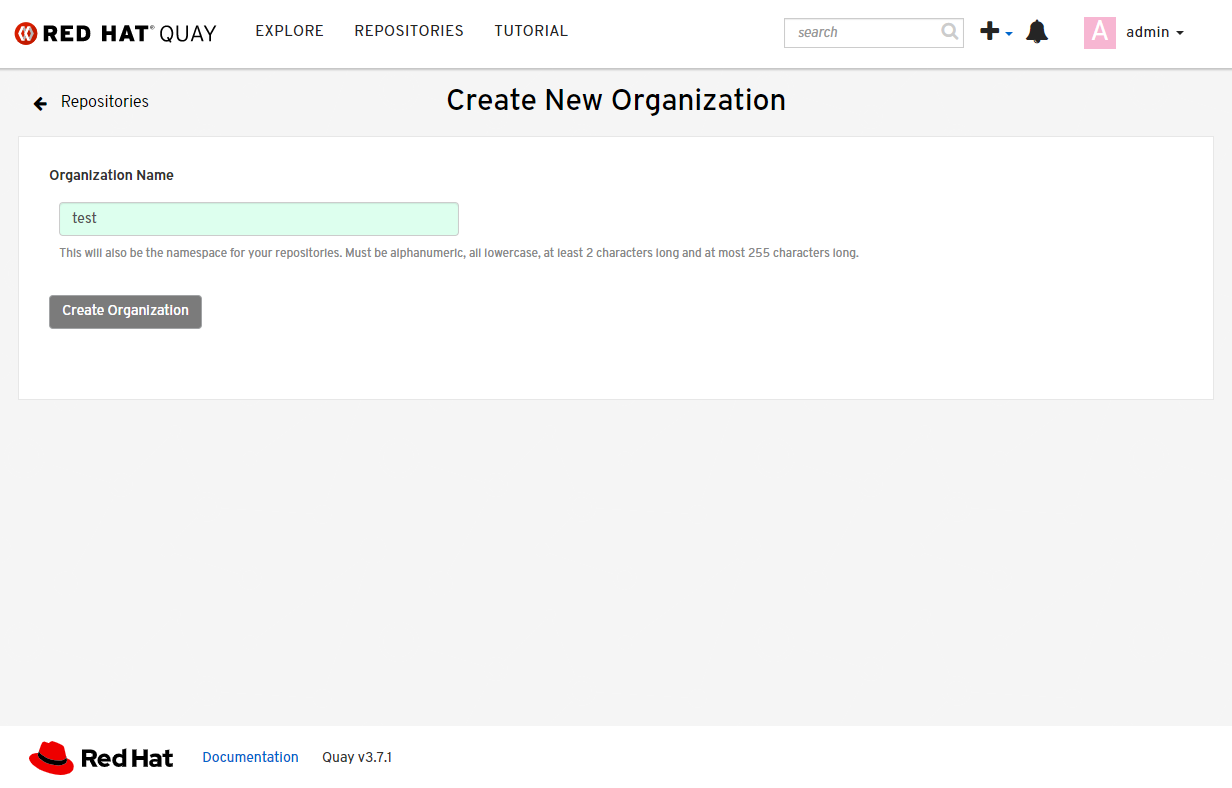 RED HAT® QUAY EXPLORE REPOSITORIES TUTORIAL search A admin
Repositories Create New Organization
Organization Name
test
This will also be the namespace for your repositories. Must be alphanumeric, all lowercase, at least 2 characters long and at most 255 characters long.
Create Organization
Red Hat Documentation Quay v3.7.1